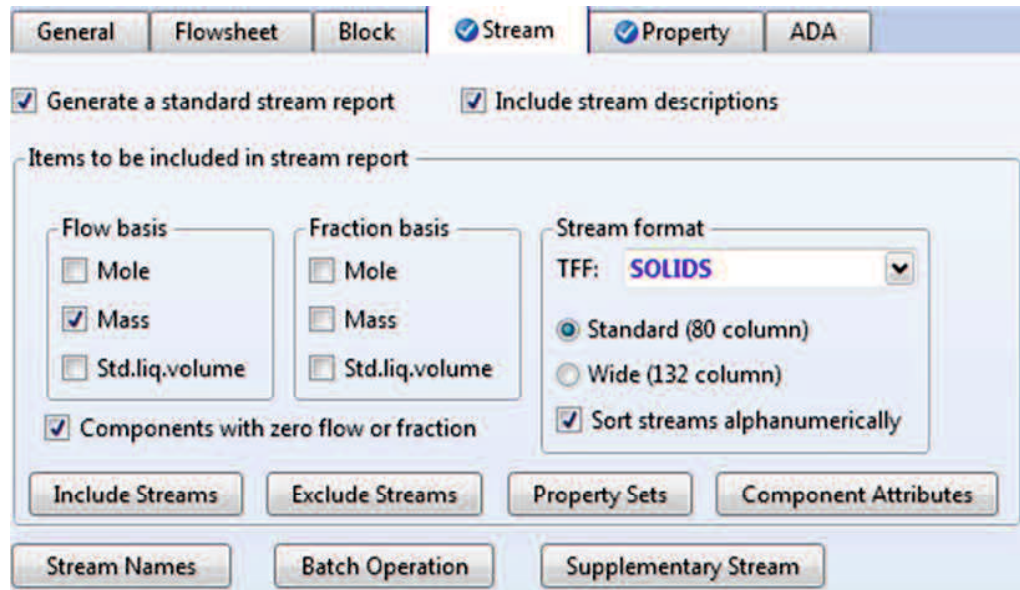 General Flowsheet Block Stream Property ADA
Generate a standard stream report Include stream descriptions
Items to be included in stream report
Flow basis Fraction basis Stream format
Mole Mole TFF: SOLIDS
Mass Mass Standard (80 column)
Std.liq.volume Std.liq.volume Wide (132 column)
Components with zero flow or fraction Sort streams alphanumerically
Include Streams Exclude Streams Property Sets Component Attributes
Stream Names Batch Operation Supplementary Stream